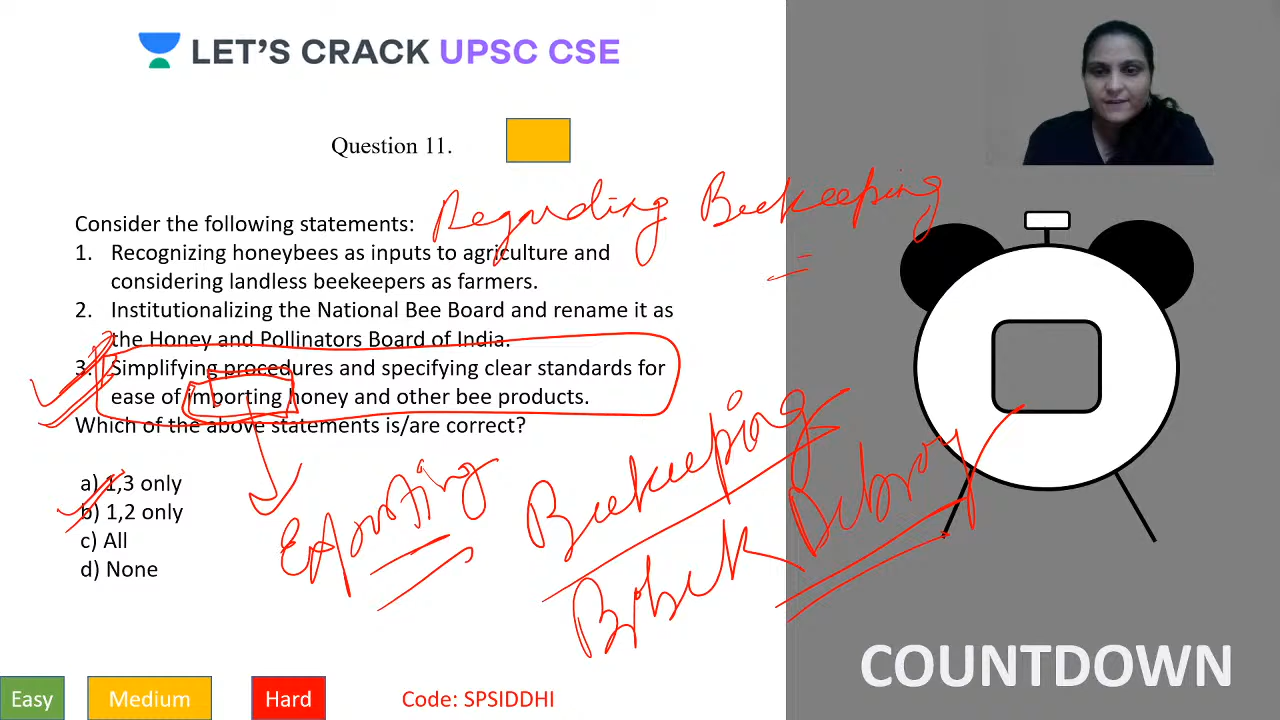 LET'S CRACK UPSC CSE
Question 11.
Regarding Beekeeping
Consider the following statements:
1. Recognizing honeybees as inputs to agriculture and
considering landless beekeepers as farmers.
2. Institutionalizing the National Bee Board and rename it as
the Honey and Pollinators Board of India.
3. Simplifying procedures and specifying clear standards for
ease of importing honey and other bee products.
Which of the above statements is/are correct?
a) 1,3 only
b) 1,2 only
c) All
d) None
Exporting
Beekeeping
Bibek Debroy
COUNTDOWN
Easy
Medium
Hard
Code: SPSIDDHI